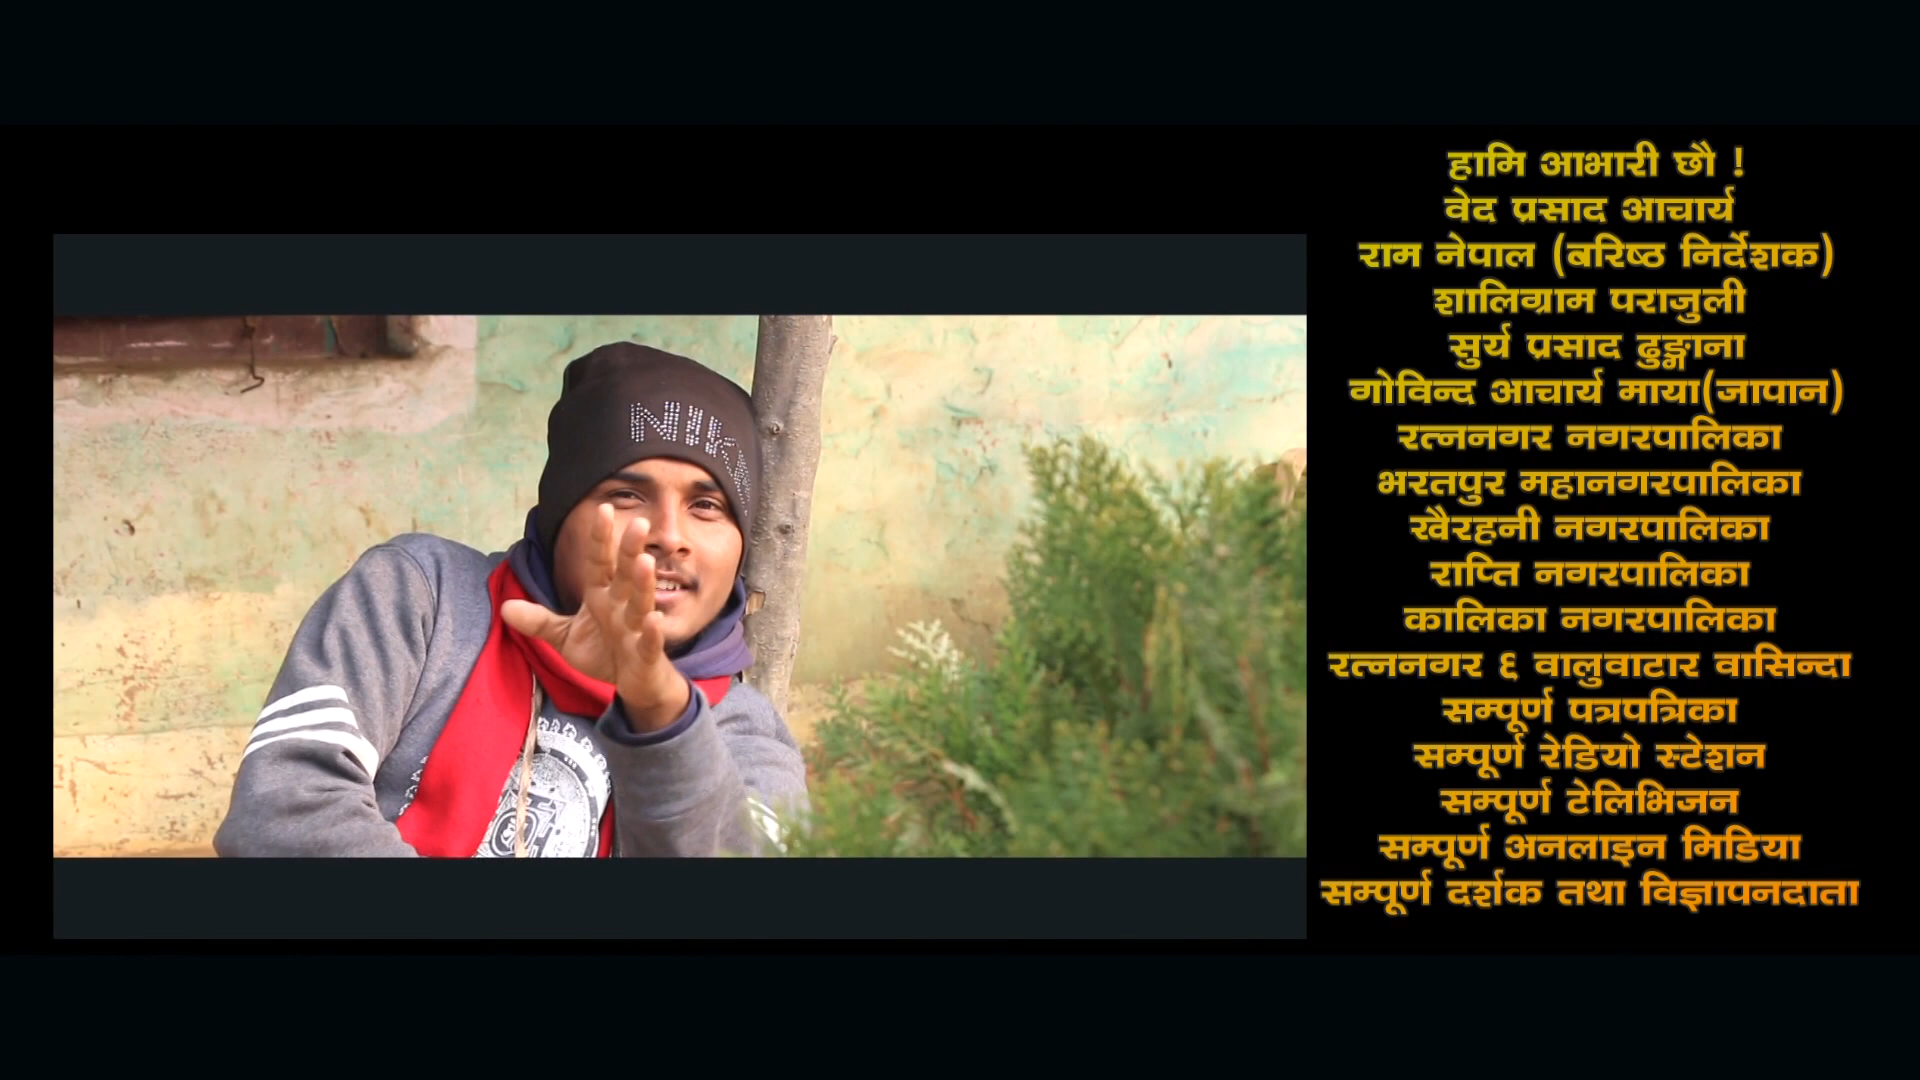 NIK
हामि आभारी छौ !
वेद प्रसाद आचार्य
राम नेपाल (बरिष्ठ निर्देशक)
शालिग्राम पराजुली
सुर्य प्रसाद ढुङ्गाना
गोविन्द आचार्य माया(जापान)
रत्ननगर नगरपालिका
भरतपुर महानगरपालिका
खैरहनी नगरपालिका
राप्ति नगरपालिका
कालिका नगरपालिका
रत्ननगर ६ वालुवाटार वासिन्दा
सम्पूर्ण पत्रपत्रिका
सम्पूर्ण रेडियो स्टेशन
सम्पूर्ण टेलिभिजन
सम्पूर्ण अनलाइन मिडिया
सम्पूर्ण दर्शक तथा विज्ञापनदाता